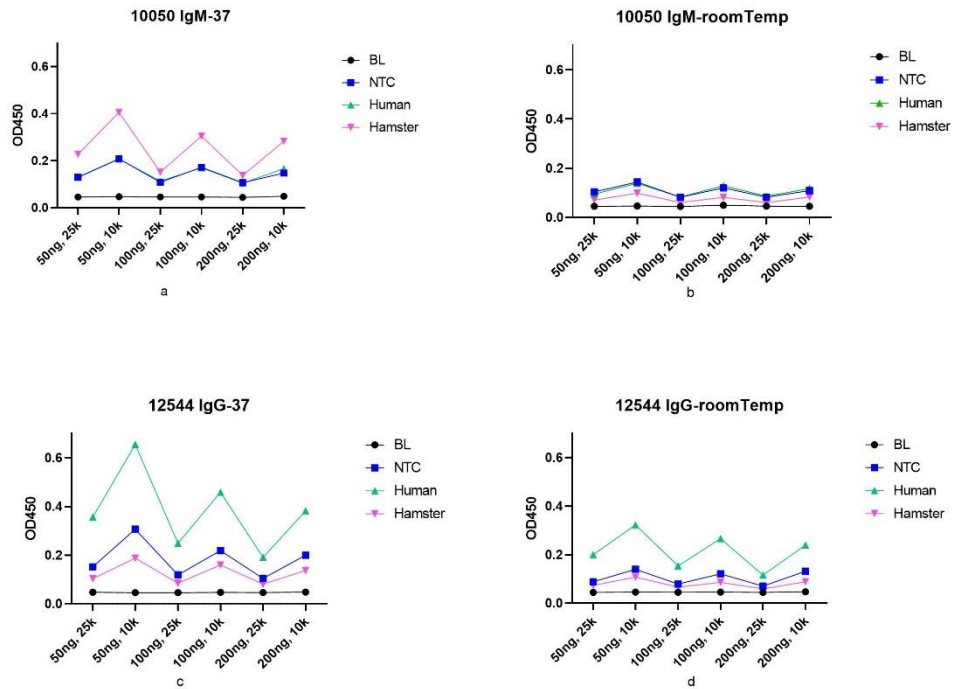 10050 IgM-37
OD450
0.6
0.4
0.2
0.0
50ng, 25k
50ng, 10k
100ng, 25k
100ng, 10k
200ng, 25k
200ng, 10k
BL
NTC
Human
Hamster
a
10050 IgM-roomTemp
OD450
0.6
0.4
0.2
0.0
50ng, 25k
50ng, 10k
100ng, 25k
100ng, 10k
200ng, 25k
200ng, 10k
BL
NTC
Human
Hamster
b
12544 IgG-37
OD450
0.6
0.4
0.2
0.0
50ng, 25k
50ng, 10k
100ng, 25k
100ng, 10k
200ng, 25k
200ng, 10k
BL
NTC
Human
Hamster
c
12544 IgG-roomTemp
OD450
0.6
0.4
0.2
0.0
50ng, 25k
50ng, 10k
100ng, 25k
100ng, 10k
200ng, 25k
200ng, 10k
BL
NTC
Human
Hamster
d